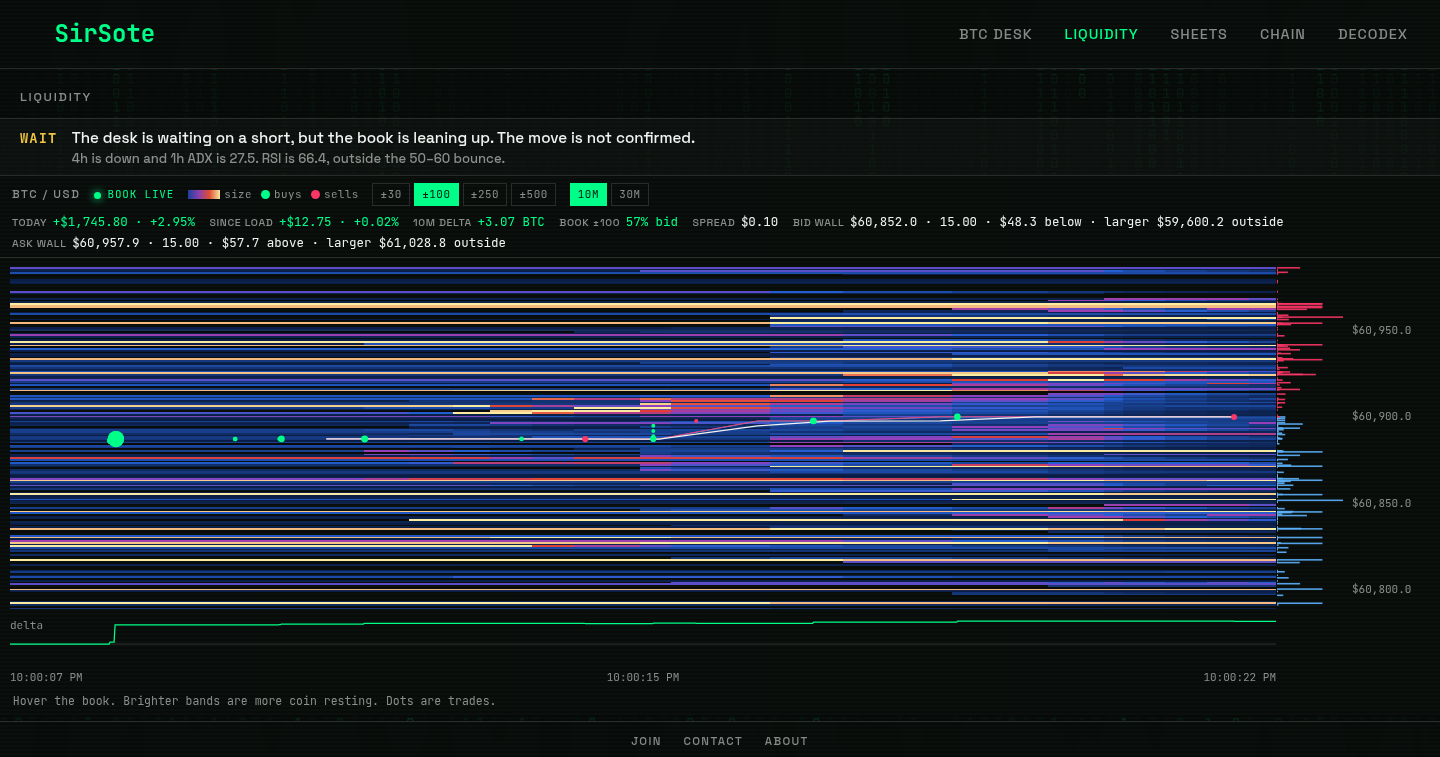 SirSote
BTC DESK LIQUIDITY SHEETS CHAIN DECODEX
LIQUIDITY
WAIT The desk is waiting on a short, but the book is leaning up. The move is not confirmed.
4h is down and 1h ADX is 27.5. RSI is 66.4, outside the 50–60 bounce.
BTC / USD BOOK LIVE size buys sells ±30 ±100 ±250 ±500 10M 30M
TODAY +$1,745.80 · +2.95% SINCE LOAD +$12.75 · +0.02% 10M DELTA +3.07 BTC BOOK ±100 57% bid SPREAD $0.10 BID WALL $60,852.0 · 15.00 · $48.3 below · larger $59,600.2 outside
ASK WALL $60,957.9 · 15.00 · $57.7 above · larger $61,028.8 outside
$60,950.0
$60,900.0
$60,850.0
$60,800.0
delta
10:00:07 PM 10:00:15 PM 10:00:22 PM
Hover the book. Brighter bands are more coin resting. Dots are trades.
JOIN CONTACT ABOUT